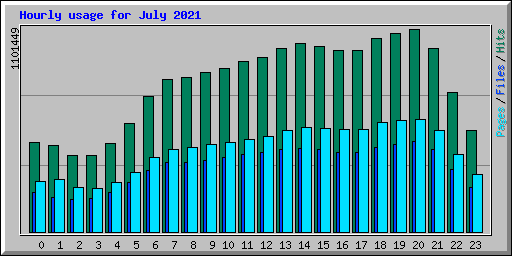 Hourly usage for July 2021
1101449
Pages / Files / Hits
0 1 2 3 4 5 6 7 8 9 10 11 12 13 14 15 16 17 18 19 20 21 22 23